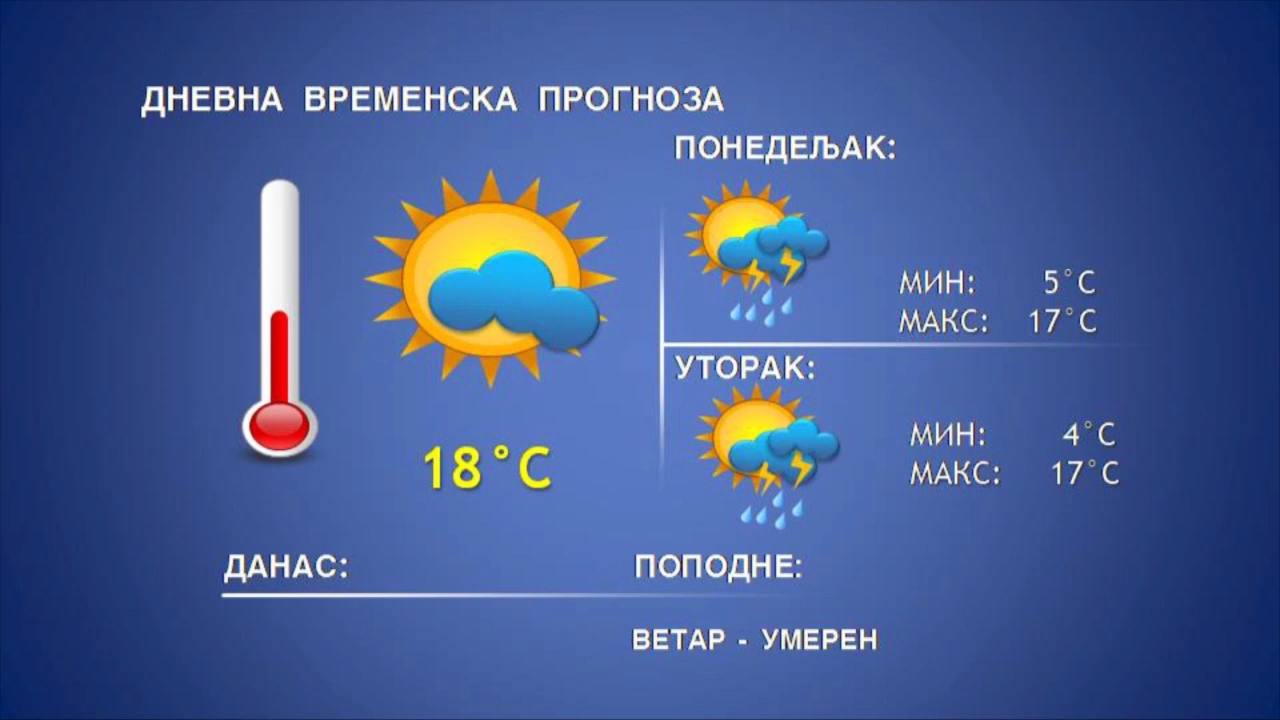 ДНЕВНА ВРЕМЕНСКА ПРОГНОЗА
ПОНЕДЕЉАК:
МИН: 5°C
МАКС: 17°C
18°C
УТОРАК:
МИН: 4°C
МАКС: 17°C
ДАНАС:
ПОПОДНЕ:
ВЕТАР - УМЕРЕН